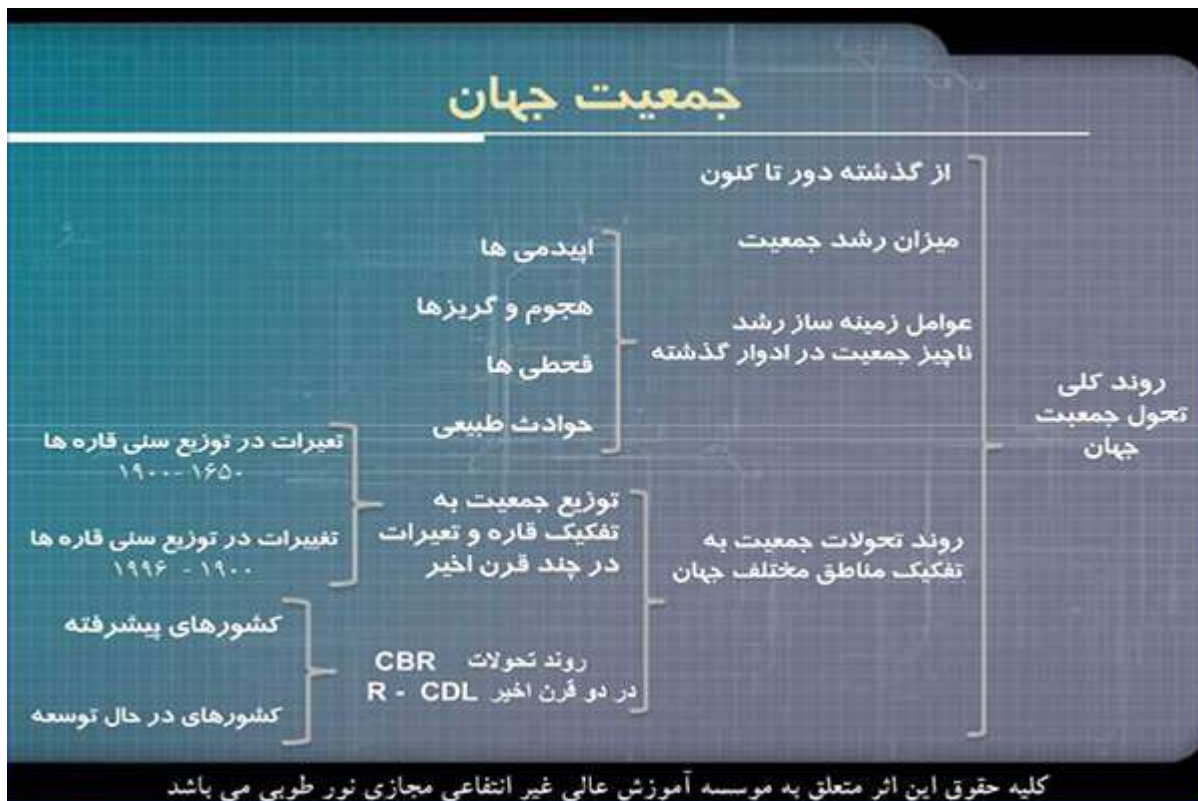 جمعیت جهان
روند کلی
تحول جمعیت
جهان
از گذشته دور تا کنون
میزان رشد جمعیت
عوامل زمینه ساز رشد
ناچیز جمعیت در ادوار گذشته
اپیدمی ها
هجوم و گریزها
قحطی ها
حوادث طبیعی
روند تحولات جمعیت به
تفکیک مناطق مختلف جهان
توزیع جمعیت به
تفکیک قاره و تعیرات
در چند قرن اخیر
تعیرات در توزیع سنی قاره ها
۱۹۰۰-۱۶۵۰
تغییرات در توزیع سنی قاره ها
۱۹۹۶ - ۱۹۰۰
روند تحولات CBR
در دو قرن اخیر R - CDL
کشورهای پیشرفته
کشورهای در حال توسعه
کلیه حقوق این اثر متعلق به موسسه آموزش عالی غیر انتفاعی مجازی نور طوبی می باشد